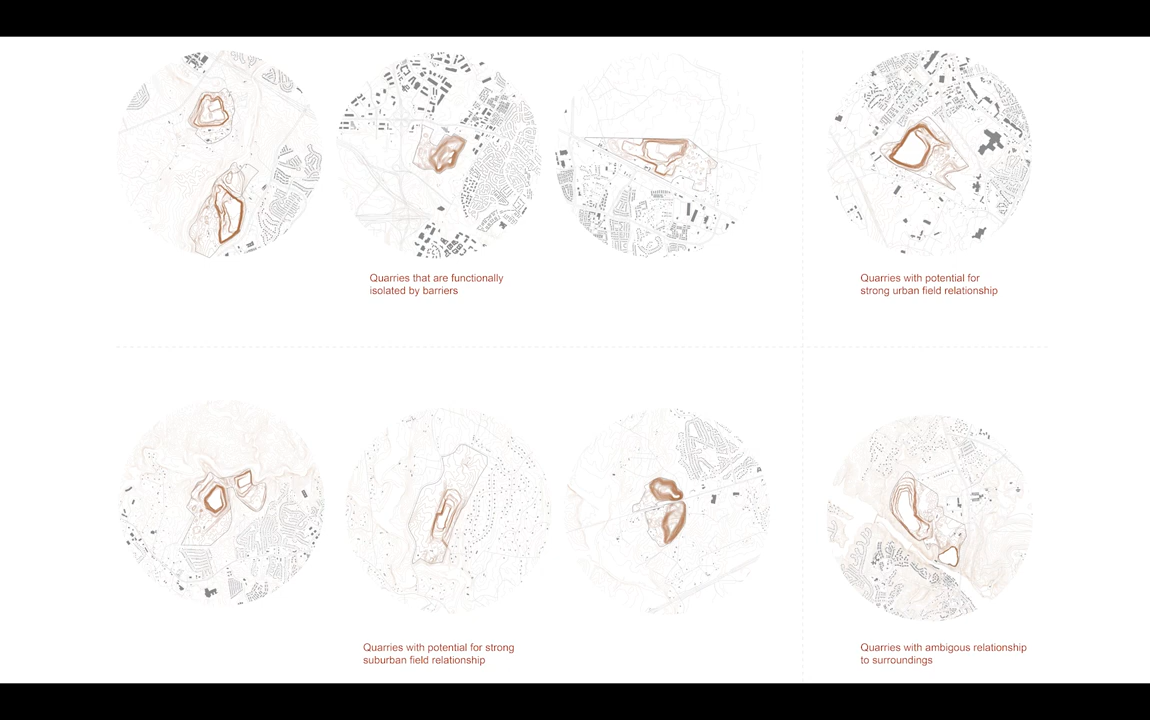 Quarries that are functionally
isolated by barriers
Quarries with potential for
strong urban field relationship
Quarries with potential for strong
suburban field relationship
Quarries with ambigous relationship
to surroundings